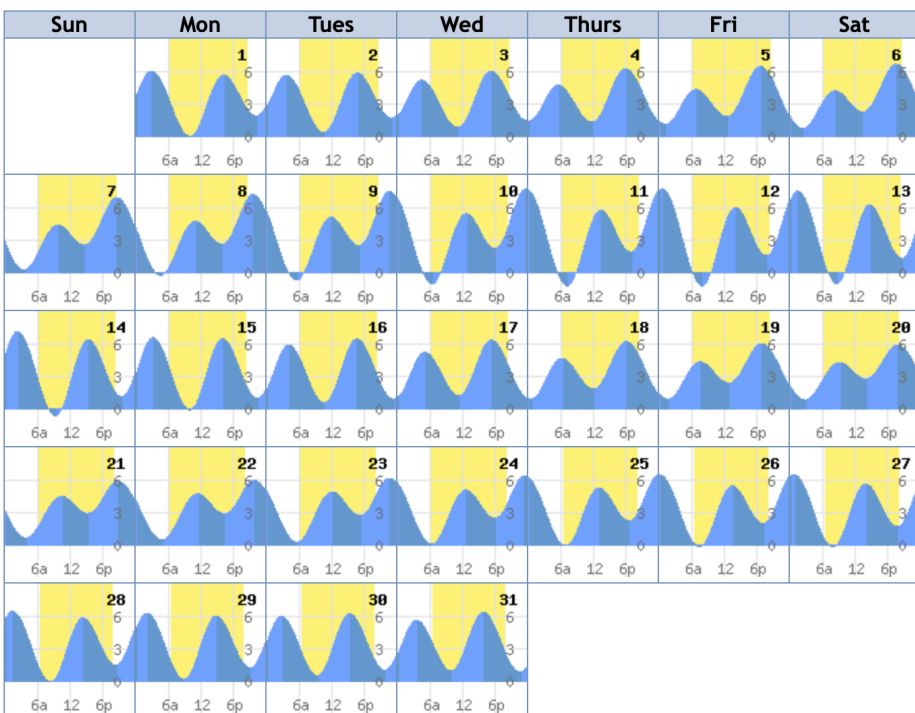 Sun Mon Tues Wed Thurs Fri Sat
1 2 3 4 5 6
6 6 6 6 6 6
3 3 3 3 3 3
0 0 0 0 0 0
6a 12 6p 6a 12 6p 6a 12 6p 6a 12 6p 6a 12 6p 6a 12 6p
7 8 9 10 11 12 13
6 6 6 6 6 6
3 3 3 3 3 3
0 0 0 0 0 0
6a 12 6p 6a 12 6p 6a 12 6p 6a 12 6p 6a 12 6p 6a 12 6p 6a 12 6p
14 15 16 17 18 19 20
6 6 6 6 6 6 6
3 3 3 3 3 3 3
0 0 0 0 0 0 0
6a 12 6p 6a 12 6p 6a 12 6p 6a 12 6p 6a 12 6p 6a 12 6p 6a 12 6p
21 22 23 24 25 26 27
6 6 6 6 6 6 6
3 3 3 3 3 3 3
0 0 0 0 0 0 0
6a 12 6p 6a 12 6p 6a 12 6p 6a 12 6p 6a 12 6p 6a 12 6p 6a 12 6p
28 29 30 31
6 6 6 6
3 3 3 3
0 0 0 0
6a 12 6p 6a 12 6p 6a 12 6p 6a 12 6p